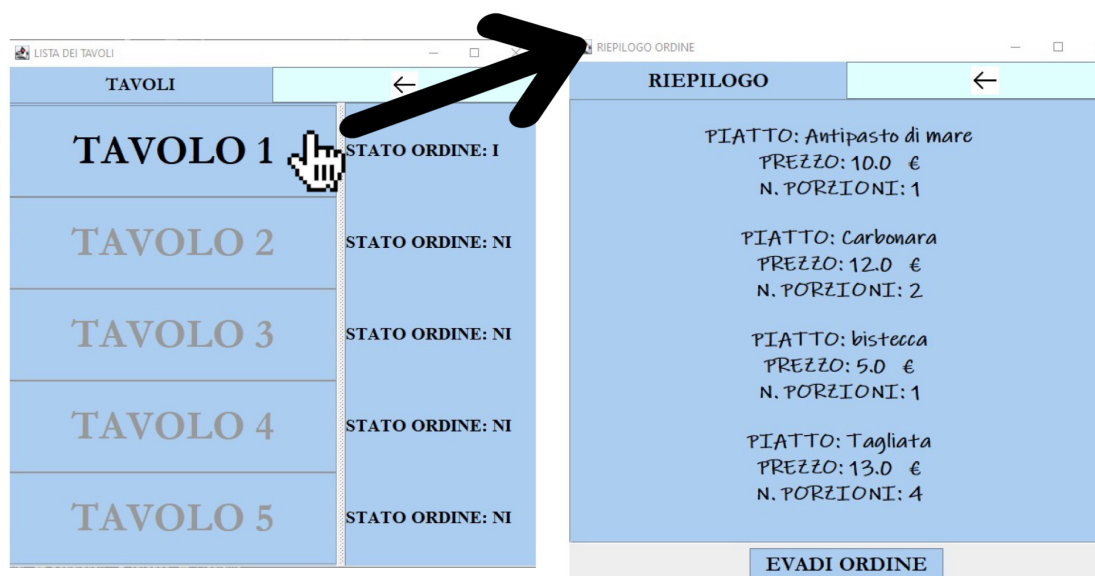 LISTA DEI TAVOLI
TAVOLI
TAVOLO 1
STATO ORDINE: I
TAVOLO 2
STATO ORDINE: NI
TAVOLO 3
STATO ORDINE: NI
TAVOLO 4
STATO ORDINE: NI
TAVOLO 5
STATO ORDINE: NI
RIEPILOGO ORDINE
RIEPILOGO
PIATTO: Antipasto di mare
PREZZO: 10.0 €
N. PORZIONI: 1
PIATTO: Carbonara
PREZZO: 12.0 €
N. PORZIONI: 2
PIATTO: bistecca
PREZZO: 5.0 €
N. PORZIONI: 1
PIATTO: Tagliata
PREZZO: 13.0 €
N. PORZIONI: 4
EVADI ORDINE